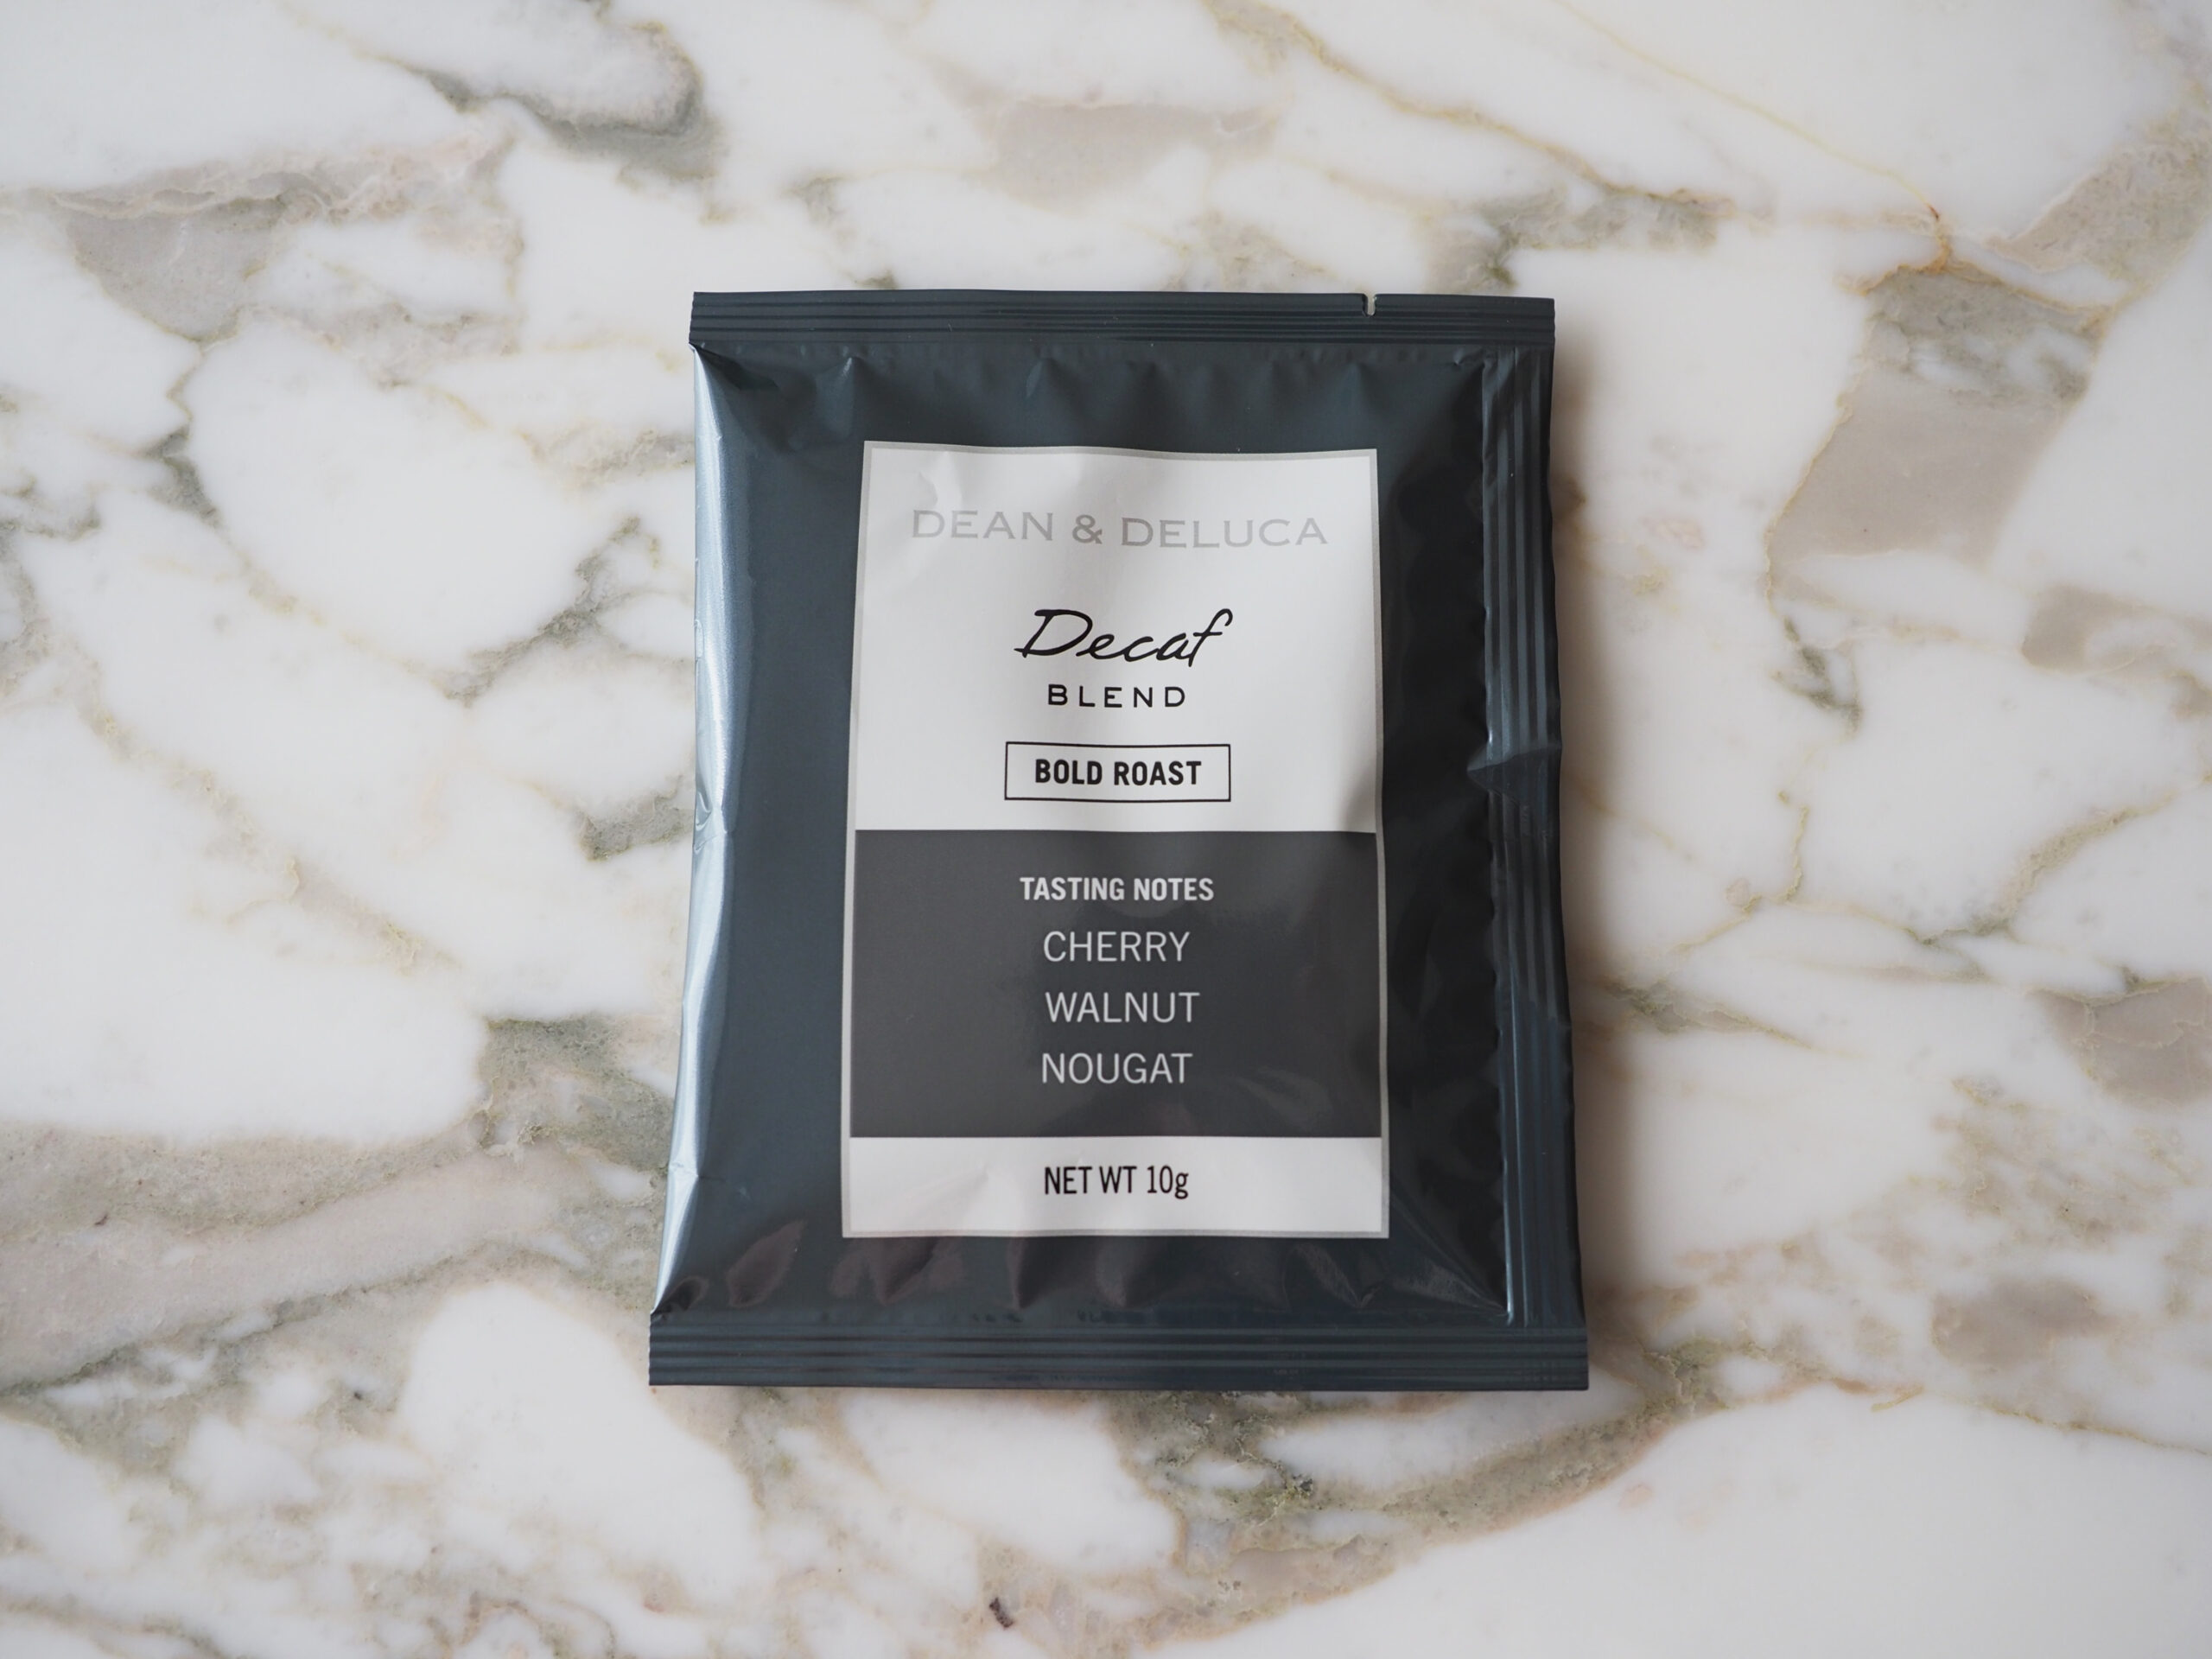 DEAN & DELUCA
Decaf
BLEND
BOLD ROAST
TASTING NOTES
CHERRY
WALNUT
NOUGAT
NET WT 10g